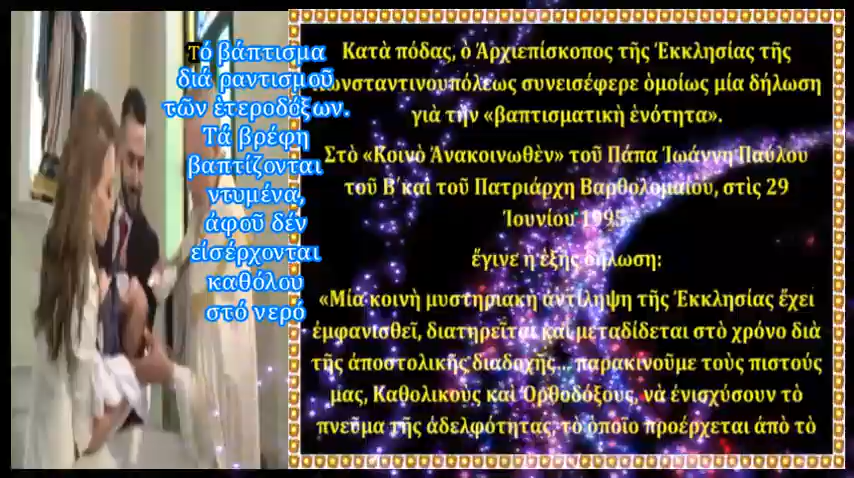 Τό βάπτισμα
διά ραντισμοῦ
τῶν ἑτεροδόξων.
Τά βρέφη
βαπτίζονται
ντυμένα,
ἀφοῦ δέν
εἰσέρχονται
καθόλου
στό νερό
Κατὰ πόδας, ὁ Ἀρχιεπίσκοπος τῆς Ἐκκλησίας τῆς
Κωνσταντινουπόλεως συνεισέφερε ὁμοίως μία δήλωση
γιὰ τὴν «βαπτισματικὴ ἑνότητα».
Στὸ «Κοινὸ Ἀνακοινωθὲν» τοῦ Πάπα Ἰωάννη Παύλου
τοῦ Β΄καὶ τοῦ Πατριάρχη Βαρθολομαίου, στὶς 29
Ἰουνίου 1995
ἔγινε ἡ ἑξῆς δήλωση:
«Μία κοινὴ μυστηριακὴ ἀντίληψη τῆς Ἐκκλησίας ἔχει
ἐμφανισθεῖ, διατηρεῖται καὶ μεταδίδεται στὸ χρόνο διὰ
τῆς ἀποστολικῆς διαδοχῆς... παρακινοῦμε τοὺς πιστούς
μας, Καθολικοὺς καὶ Ὀρθοδόξους, νὰ ἐνισχύσουν τὸ
πνεῦμα τῆς ἀδελφότητας, τὸ ὁποῖο προέρχεται ἀπὸ τὸ